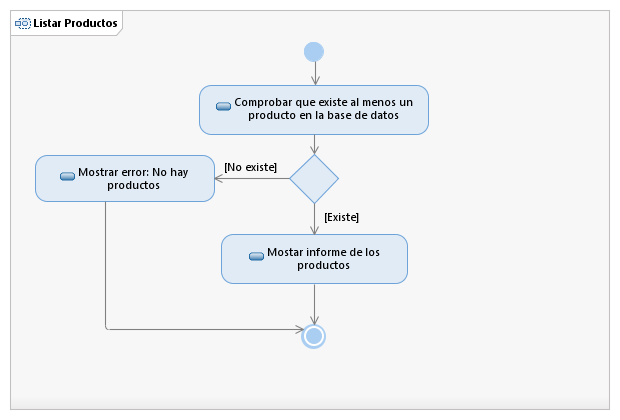 Listar Productos
Comprobar que existe al menos un
producto en la base de datos
[No existe]
Mostrar error: No hay
productos
[Existe]
Mostar informe de los
productos